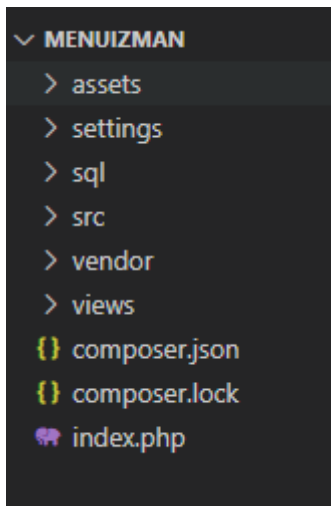 MENUIZMAN
assets
settings
sql
src
vendor
views
{} composer.json
{} composer.lock
index.php